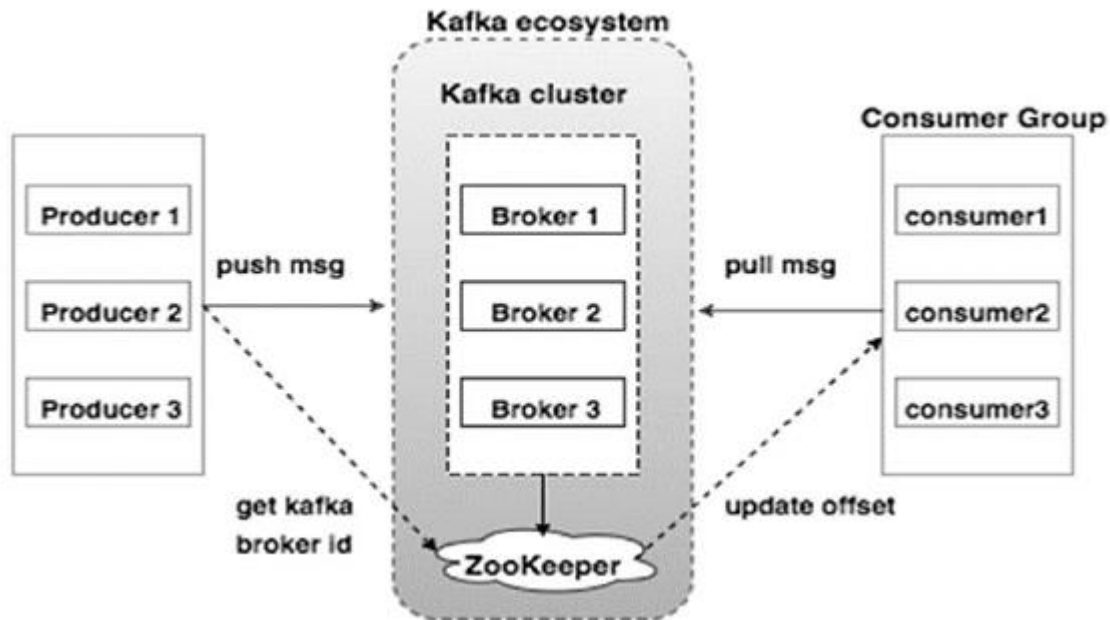 Kafka ecosystem
Kafka cluster
Consumer Group
Producer 1
Producer 2
Producer 3
push msg
Broker 1
Broker 2
Broker 3
pull msg
consumer1
consumer2
consumer3
get kafka
broker id
ZooKeeper
update offset